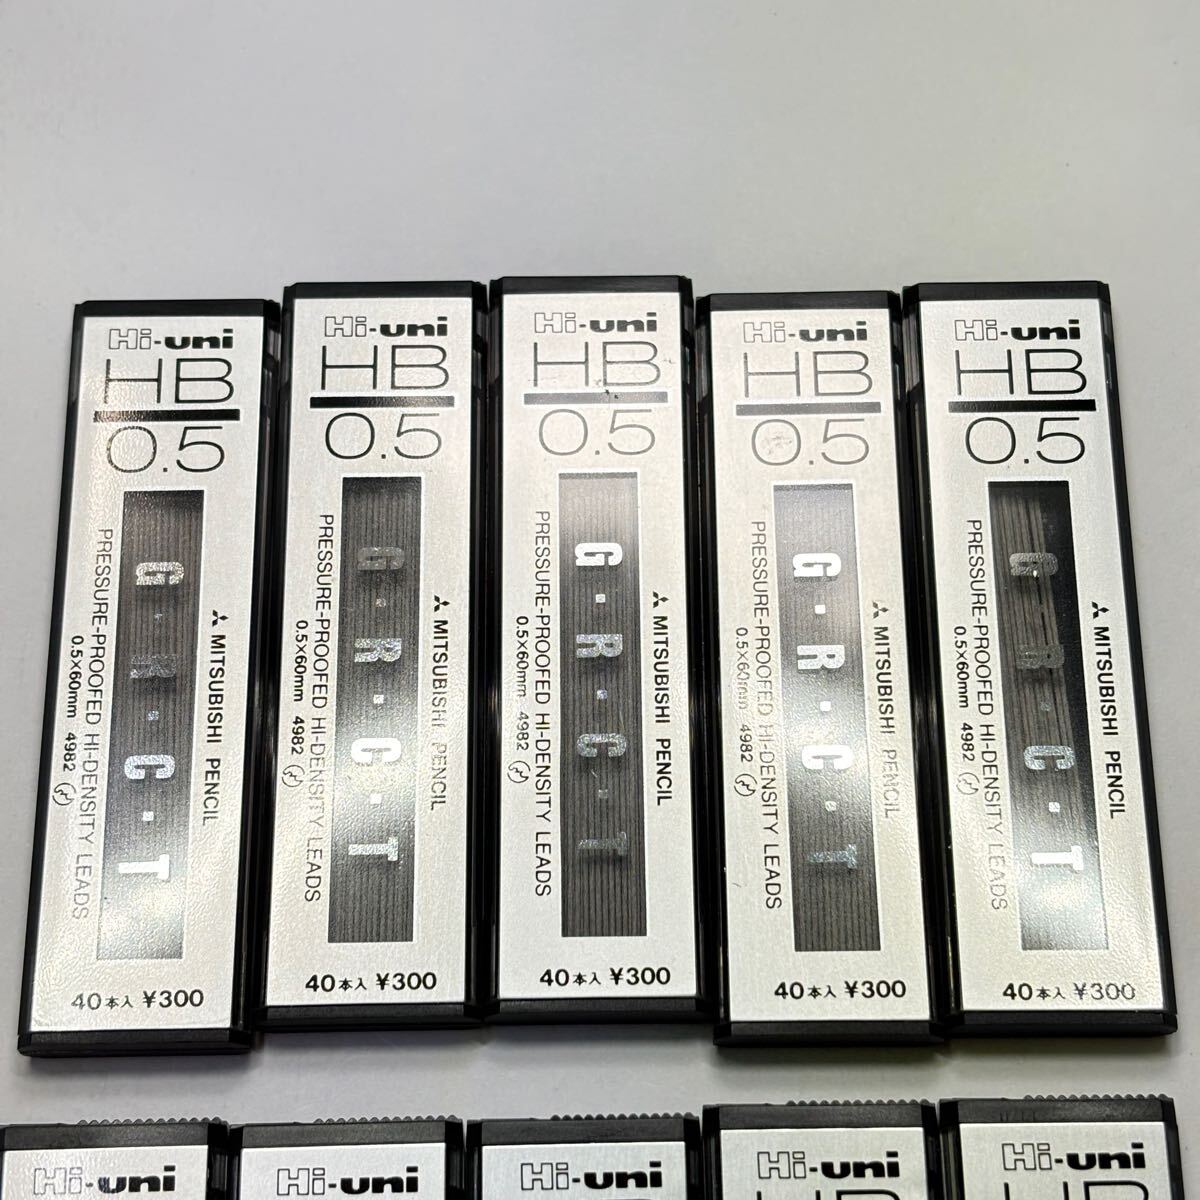 Hi-uni
HB
0.5
G·R·C·T
MITSUBISHI PENCIL
PRESSURE-PROOFED HI-DENSITY LEADS
0.5×60mm 4982
40本入 ¥300
Hi-uni
HB
0.5
G·R·C·T
MITSUBISHI PENCIL
PRESSURE-PROOFED HI-DENSITY LEADS
0.5×60mm 4982
40本入 ¥300
Hi-uni
HB
0.5
G·R·C·T
MITSUBISHI PENCIL
PRESSURE-PROOFED HI-DENSITY LEADS
0.5×60mm 4982
40本入 ¥300
Hi-uni
HB
0.5
G·R·C·T
MITSUBISHI PENCIL
PRESSURE-PROOFED HI-DENSITY LEADS
0.5×60mm 4982
40本入 ¥300
Hi-uni
HB
0.5
G·R·C·T
MITSUBISHI PENCIL
PRESSURE-PROOFED HI-DENSITY LEADS
0.5×60mm 4982
40本入 ¥300
Hi-uni
Hi-uni
Hi-uni
Hi-uni
HB
Hi-uni
HB